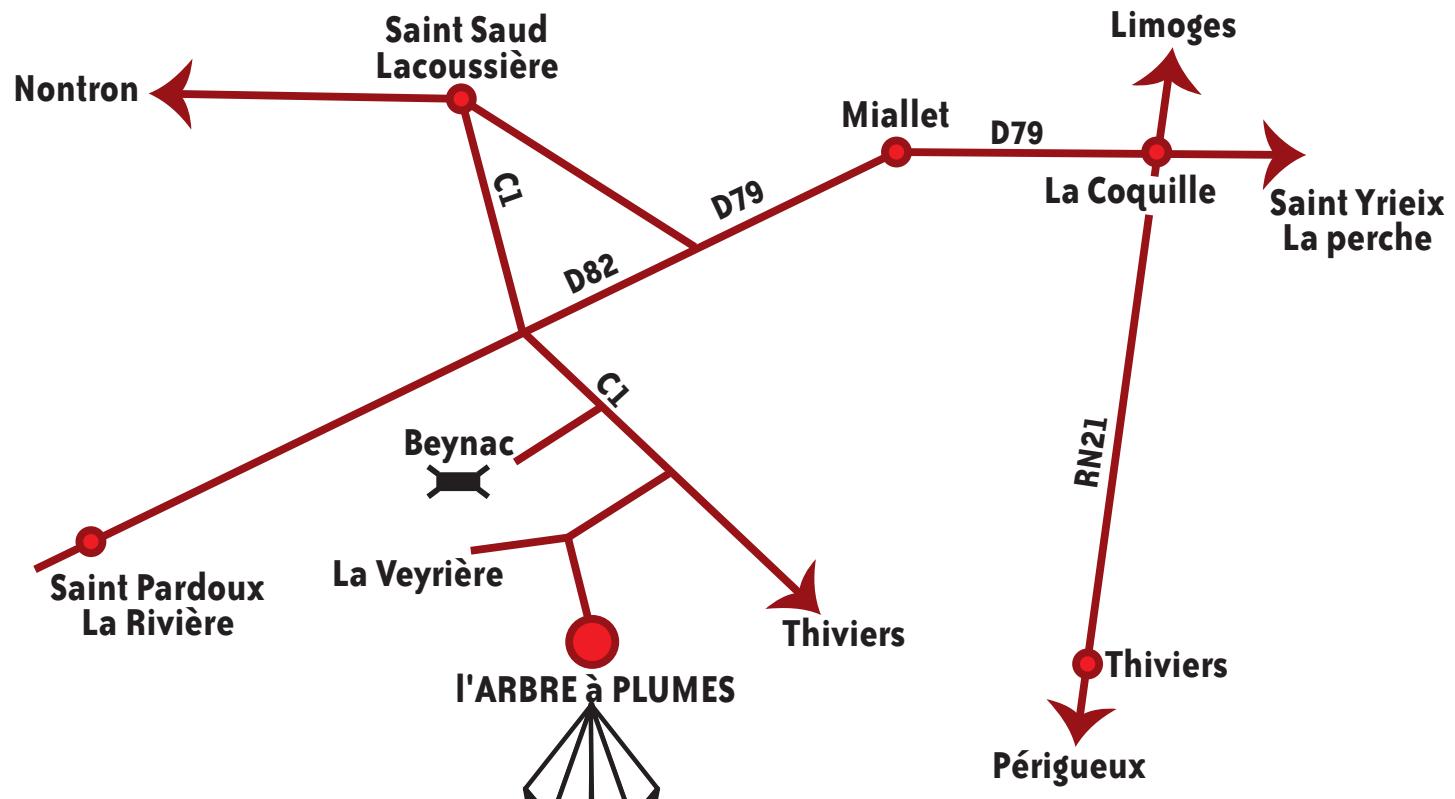 Limoges
Saint Saud
Lacoussière
Nontron
Miallet
D79
C1
D79
La Coquille
Saint Yrieix
La perche
D82
C1
Beynac
RN21
La Veyrière
Saint Pardoux
La Rivière
Thiviers
Thiviers
l'ARBRE à PLUMES
Périgueux